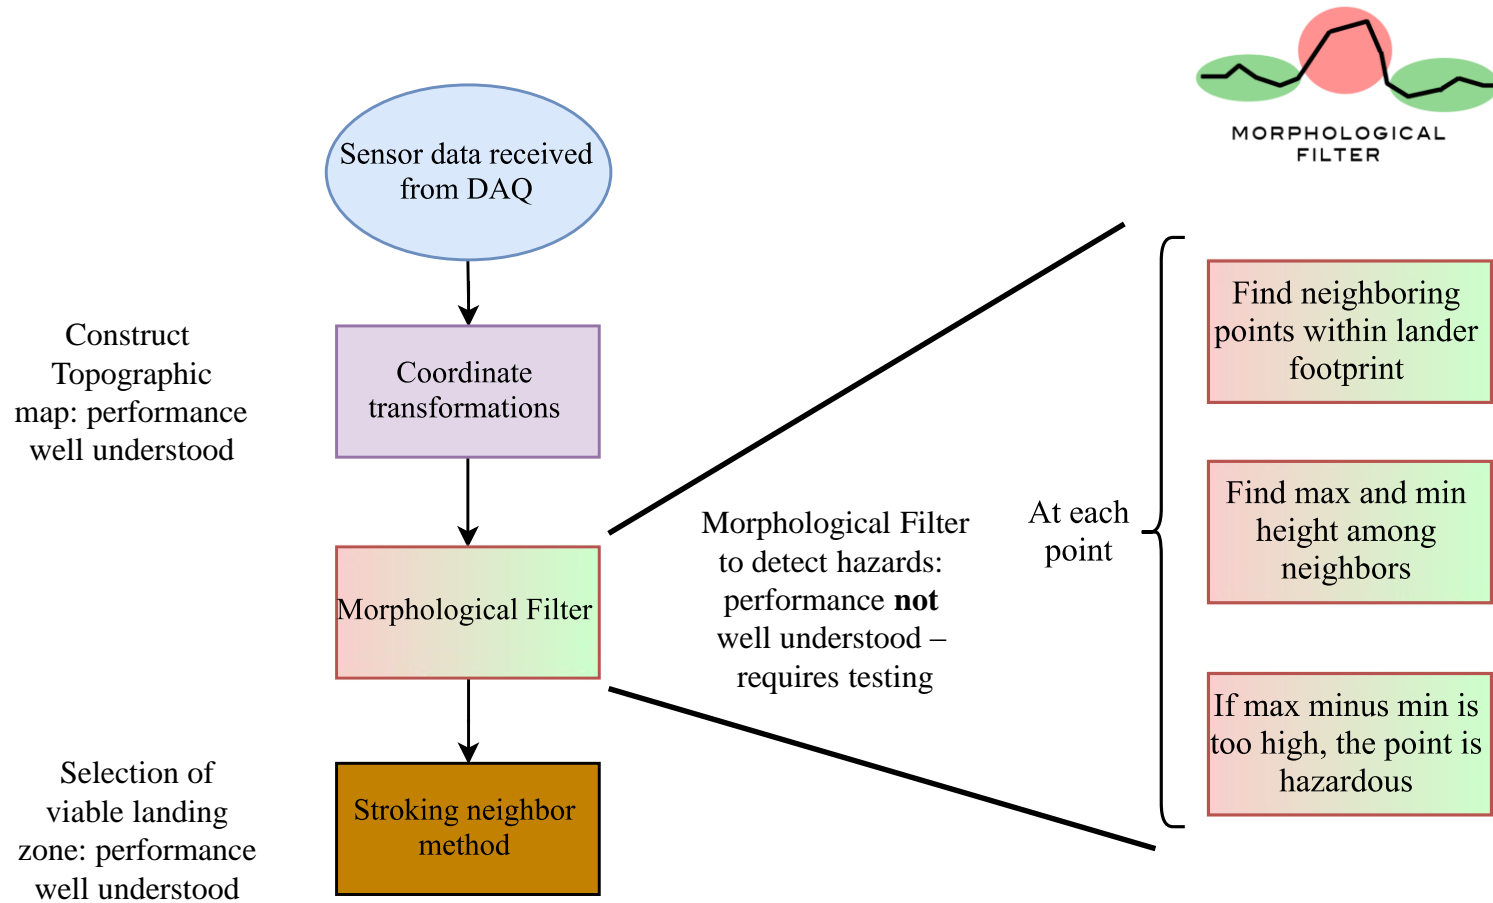 MORPHOLOGICAL
FILTER
Sensor data received
from DAQ
Construct
Topographic
map: performance
well understood
Coordinate
transformations
Morphological Filter
Selection of
viable landing
zone: performance
well understood
Stroking neighbor
method
Morphological Filter
to detect hazards:
performance not
well understood –
requires testing
At each
point
Find neighboring
points within lander
footprint
Find max and min
height among
neighbors
If max minus min is
too high, the point is
hazardous